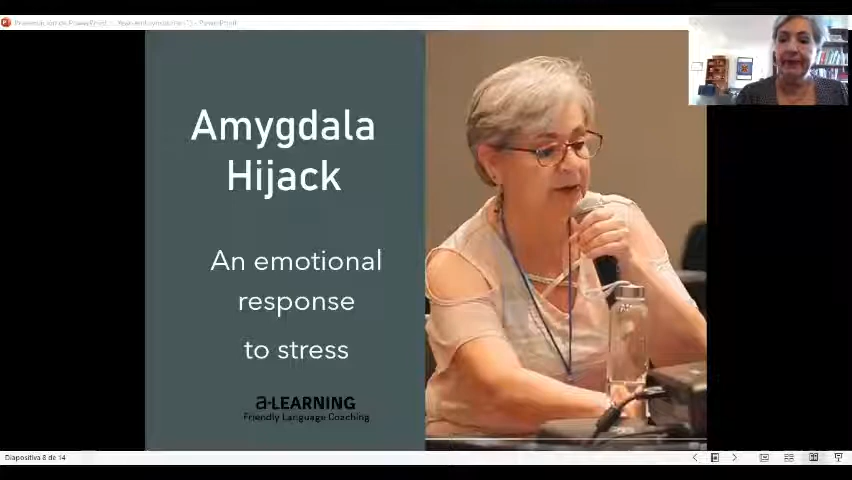 Amygdala
Hijack
An emotional
response
to stress
a-LEARNING
Friendly Language Coaching
Diapositiva 8 de 14